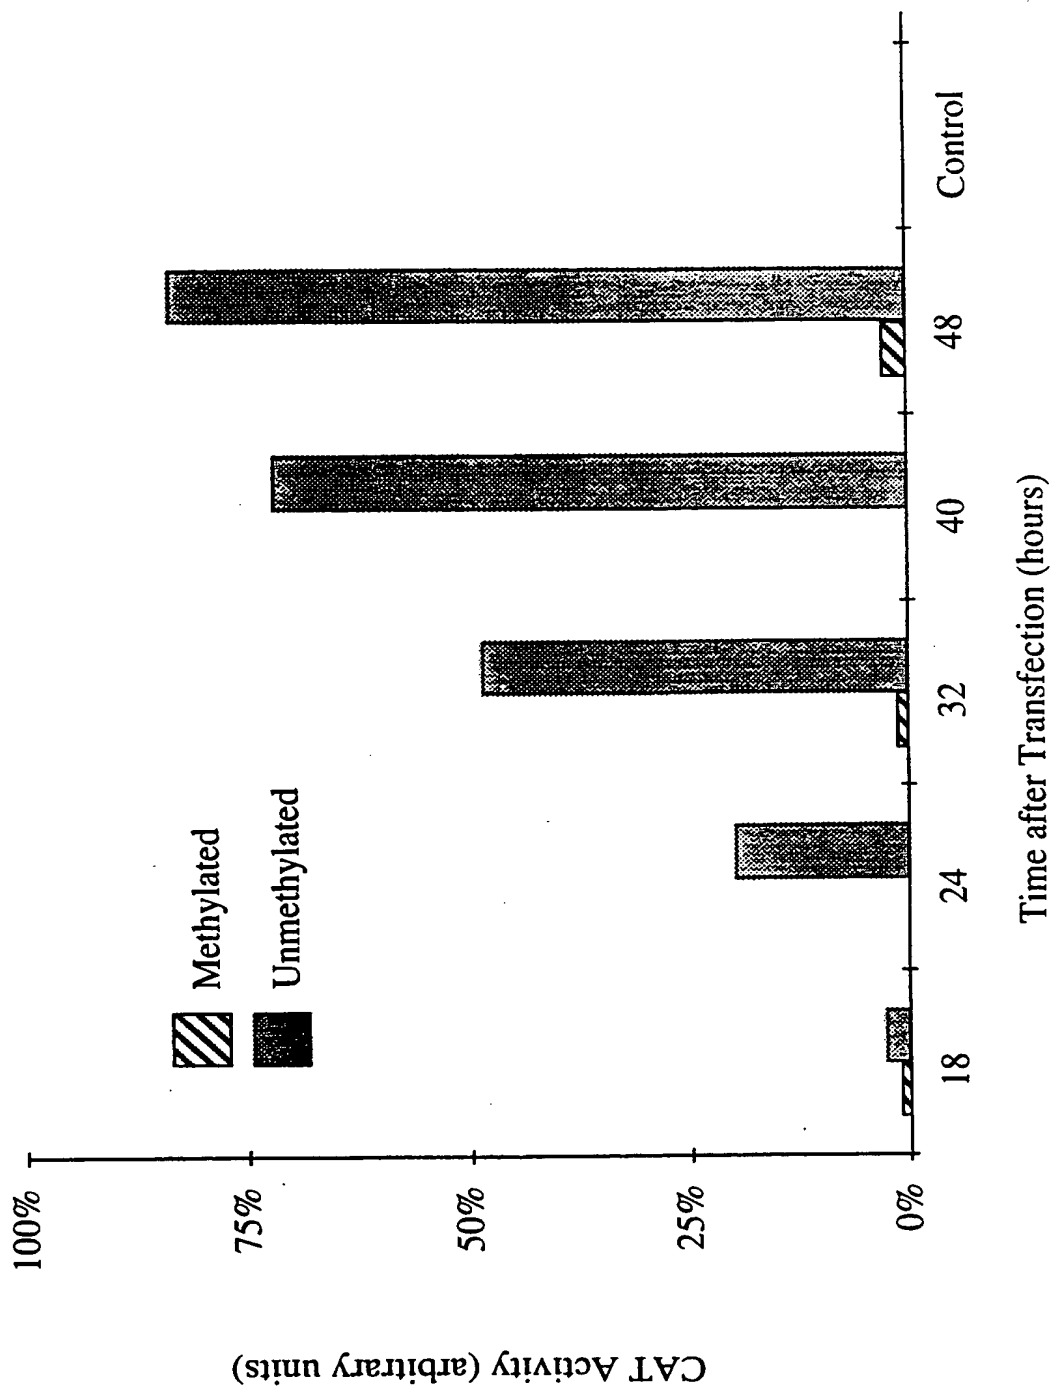 CAT Activity (arbitrary units)
100%
75%
50%
25%
0%
Methylated
Unmethylated
18
24
32
40
48
Control
Time after Transfection (hours)